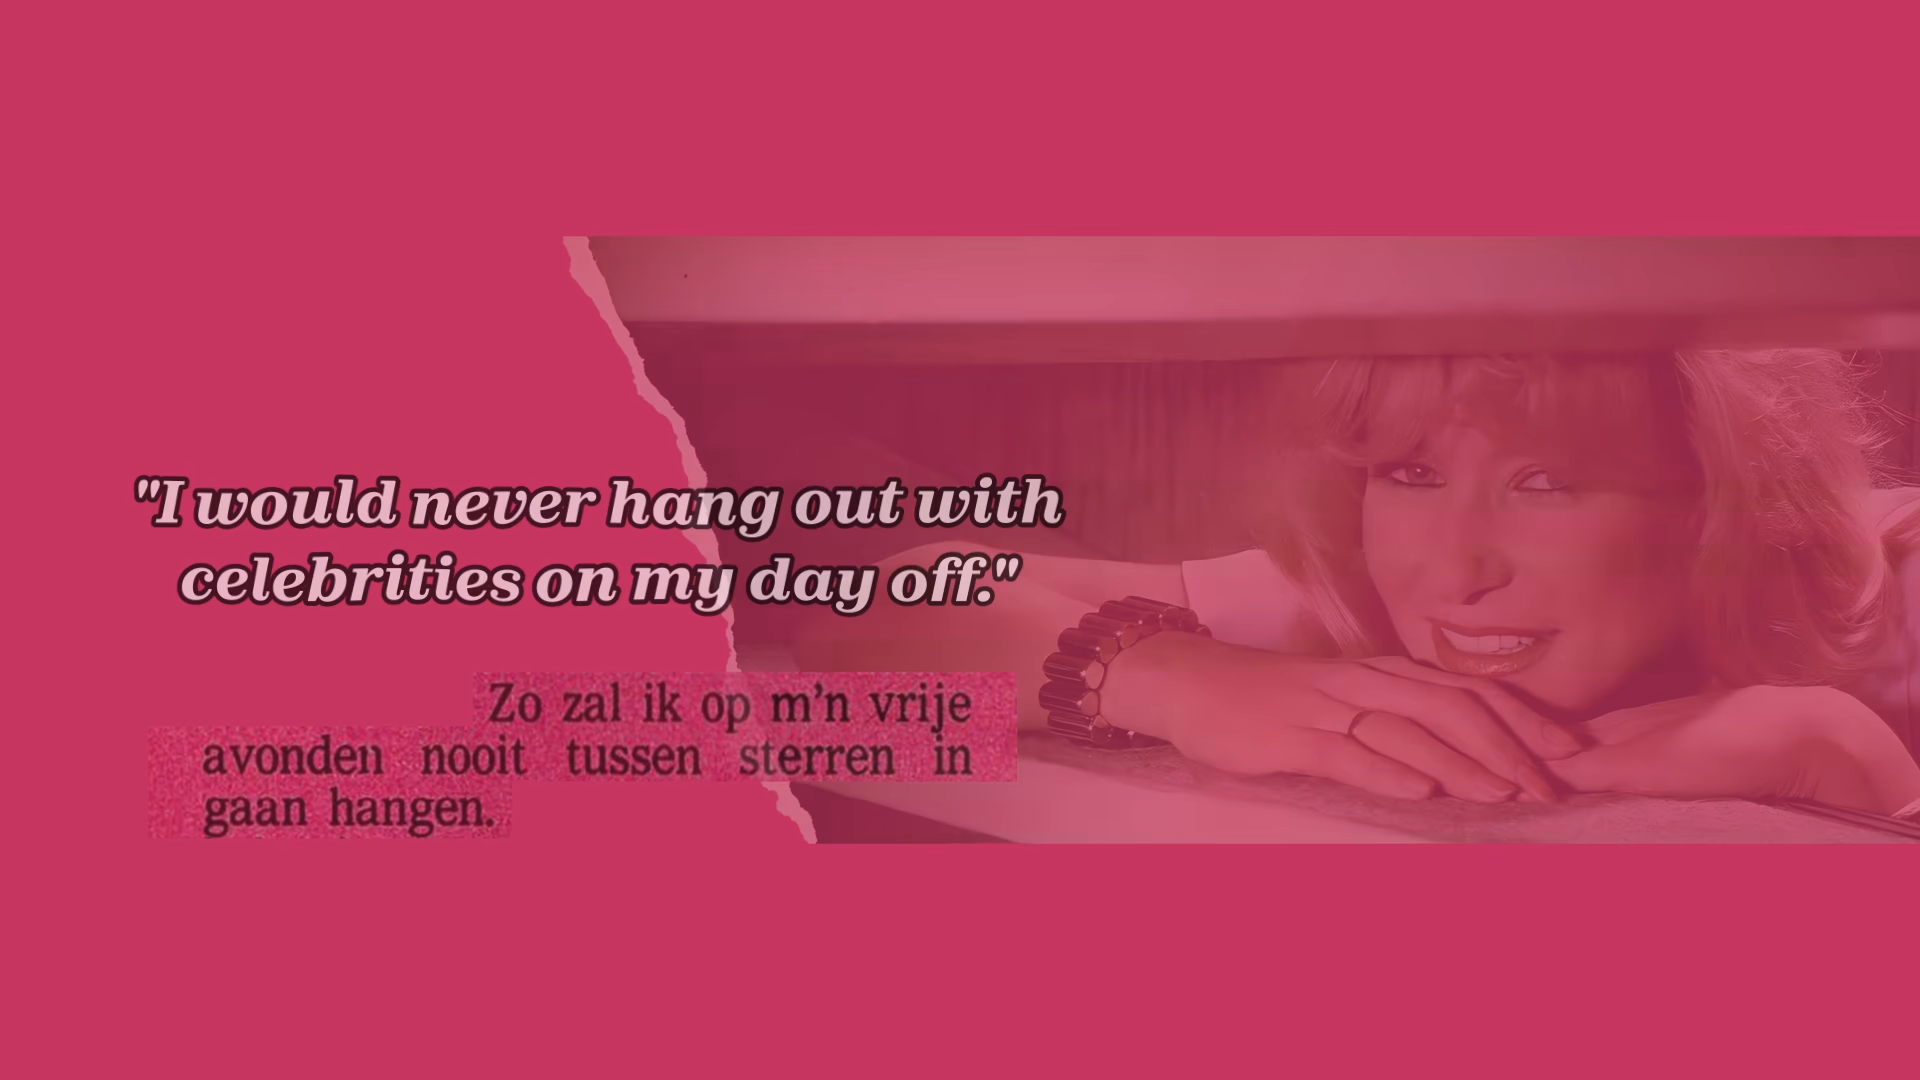 "I would never hang out with
celebrities on my day off."
Zo zal ik op m'n vrije
avonden nooit tussen sterren in
gaan hangen.